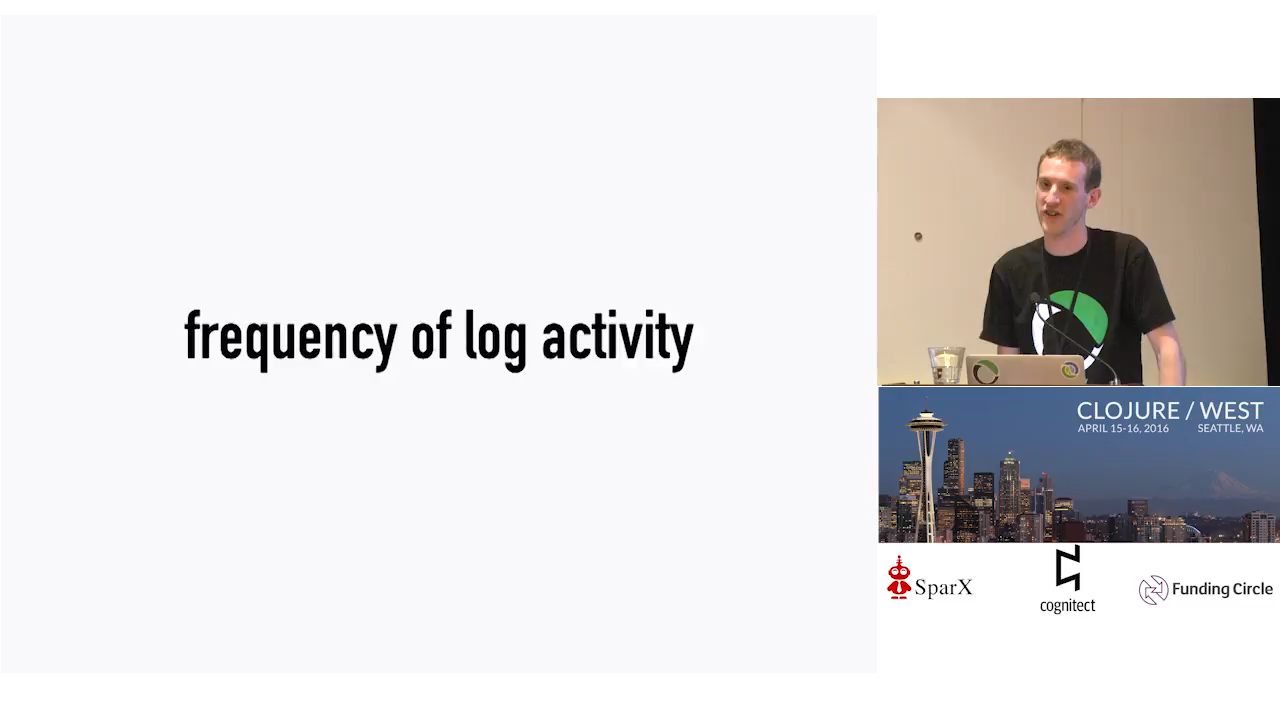 frequency of log activity
CLOJURE / WEST
APRIL 15-16, 2016 SEATTLE, WA
SparX
cognitect
Funding Circle